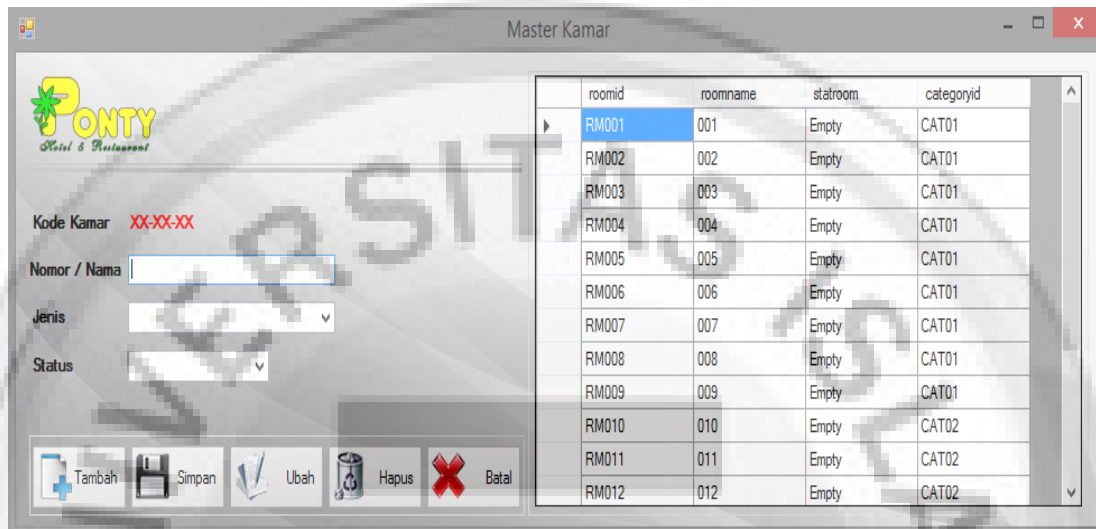 Master Kamar
PONTY
Hotel & Restaurant
Kode Kamar XX-XX-XX
Nomor / Nama
Jenis
Status
Tambah Simpan Ubah Hapus Batal
roomid roomname statroom categoryid
RM001 001 Empty CAT01
RM002 002 Empty CAT01
RM003 003 Empty CAT01
RM004 004 Empty CAT01
RM005 005 Empty CAT01
RM006 006 Empty CAT01
RM007 007 Empty CAT01
RM008 008 Empty CAT01
RM009 009 Empty CAT01
RM010 010 Empty CAT02
RM011 011 Empty CAT02
RM012 012 Empty CAT02